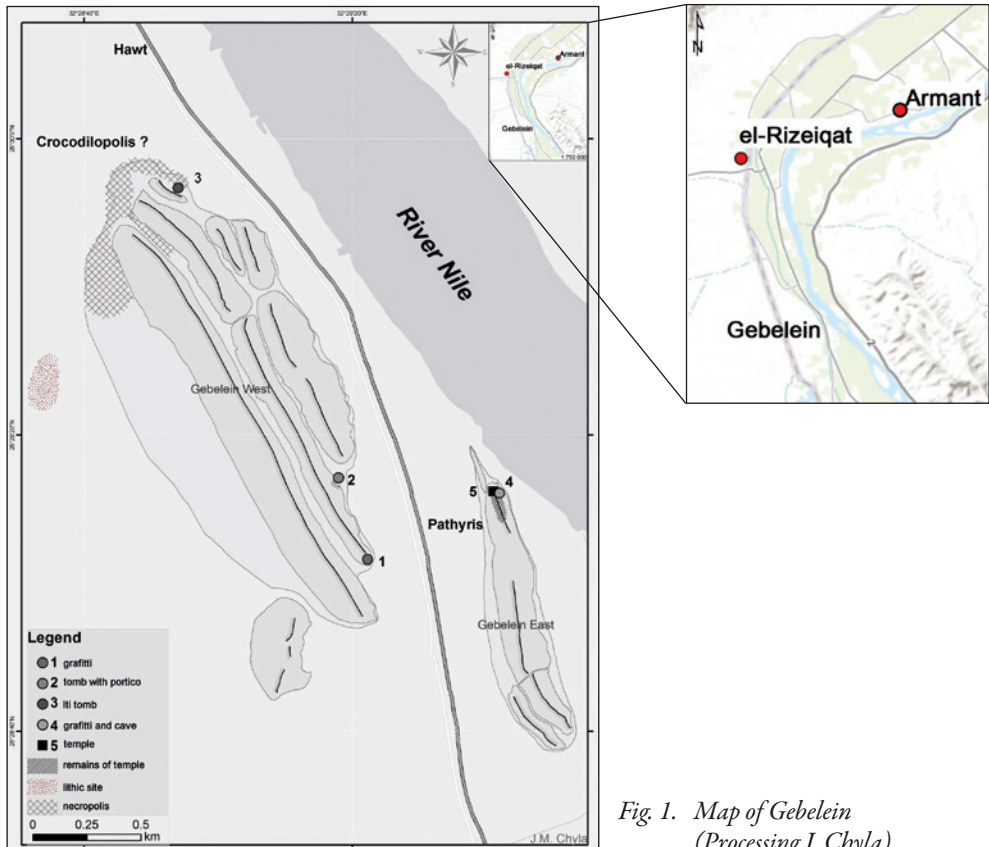 32°28'40"E
32°29'20"E
Hawt
Armant
el-Rizeiqat
Gebelein
1:750 000
N
Armant
el-Rizeiqat
Gebelein
Crocodilopolis ?
3
River Nile
Gebelein West
2
5
4
Pathyris
1
Gebelein East
Legend
1 grafitti
2 tomb with portico
3 Iti tomb
4 grafitti and cave
5 temple
remains of temple
lithic site
necropolis
0 0.25 0.5
km
J.M. Chyla
Fig. 1. Map of Gebelein
(Processing J. Chyla)